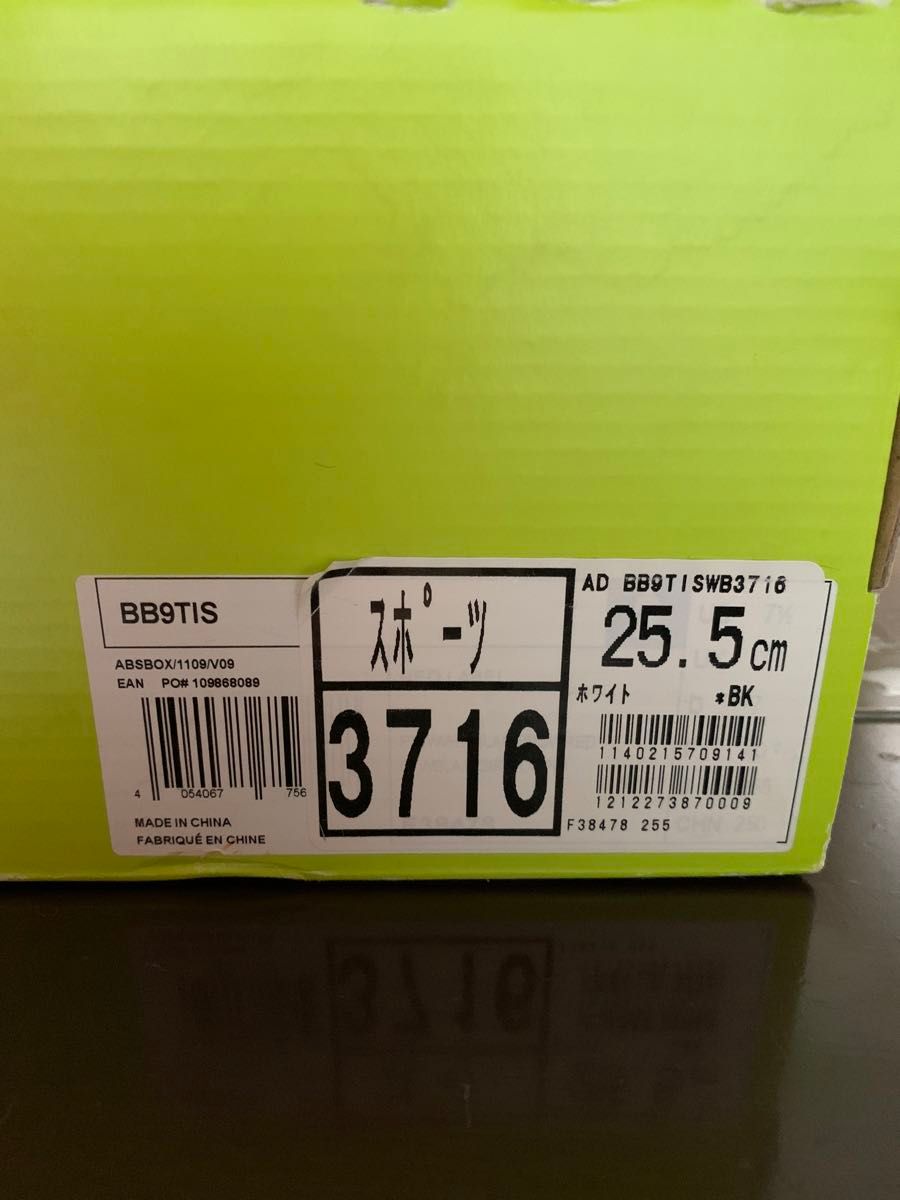 BB9TIS
ABSBOX/1109/V09
EAN PO# 109868089
4 054067 756
MADE IN CHINA
FABRIQUÉ EN CHINE
スポーツ
3716
AD BB9TISWB3716
25.5cm
ホワイト *BK
1140215709141
1212273870009
F38478 255